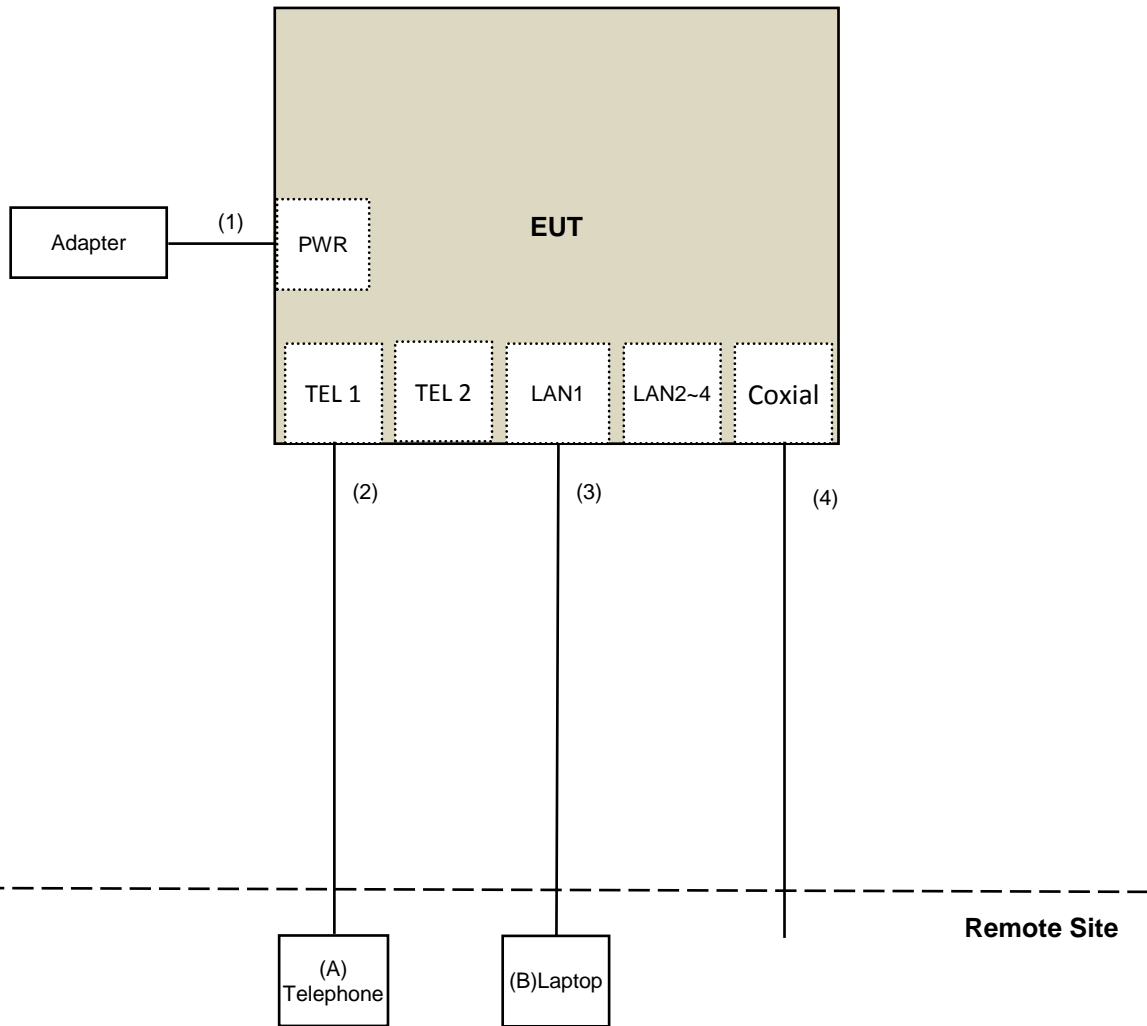 (1)
Adapter
PWR
EUT
TEL 1
TEL 2
LAN1
LAN2~4
Coxial
(2)
(3)
(4)
Remote Site
(A)
Telephone
(B)Laptop